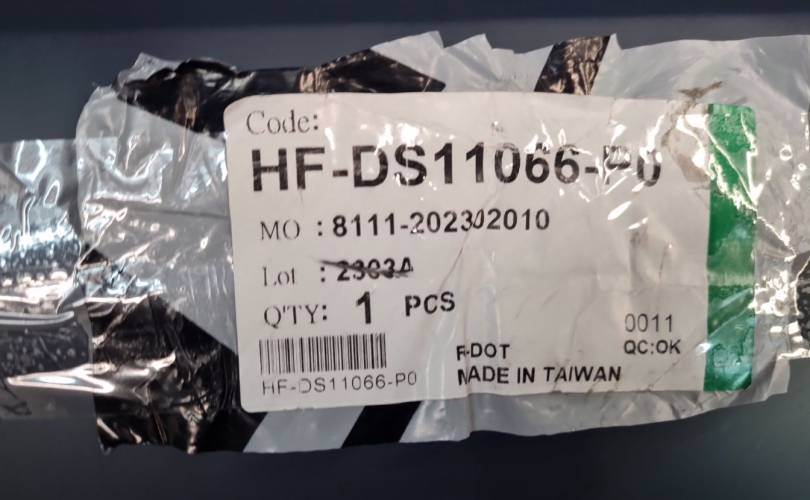 Code:
HF-DS11066-P0
MO : 8111-202302010
Lot : 2303A
Q'TY: 1 PCS
0011
F-DOT QC:OK
HF-DS11066-P0 MADE IN TAIWAN